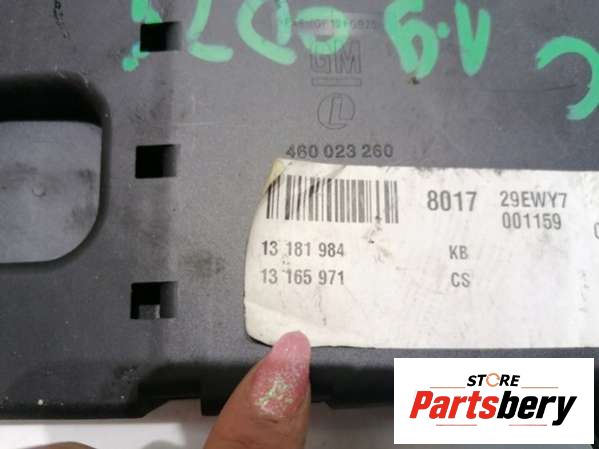 GM
460 023 260
8017 29EWY7
001159
13 181 984 KB
13 165 971 CS
STORE
Partsbery